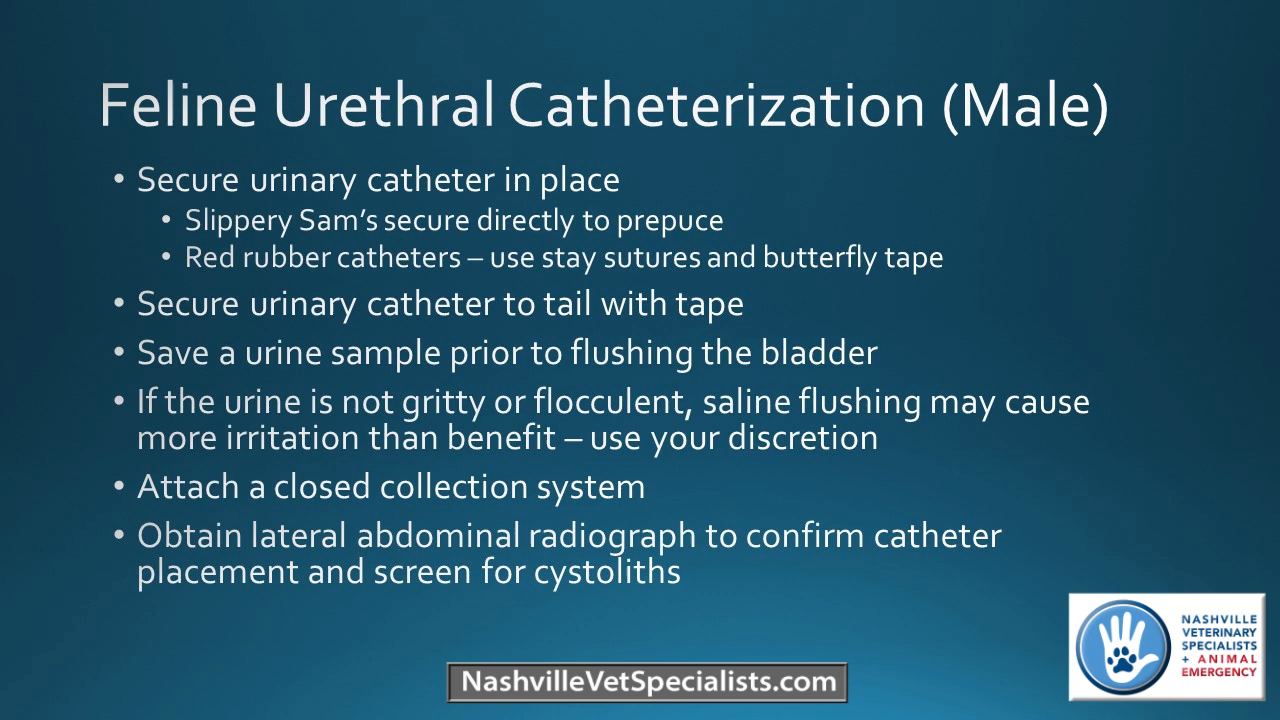 Feline Urethral Catheterization (Male)
• Secure urinary catheter in place
• Slippery Sam's secure directly to prepuce
• Red rubber catheters – use stay sutures and butterfly tape
• Secure urinary catheter to tail with tape
• Save a urine sample prior to flushing the bladder
• If the urine is not gritty or flocculent, saline flushing may cause
more irritation than benefit – use your discretion
• Attach a closed collection system
• Obtain lateral abdominal radiograph to confirm catheter
placement and screen for cystoliths
NASHVILLE
VETERINARY
SPECIALISTS
+ ANIMAL
EMERGENCY
NashvilleVetSpecialists.com